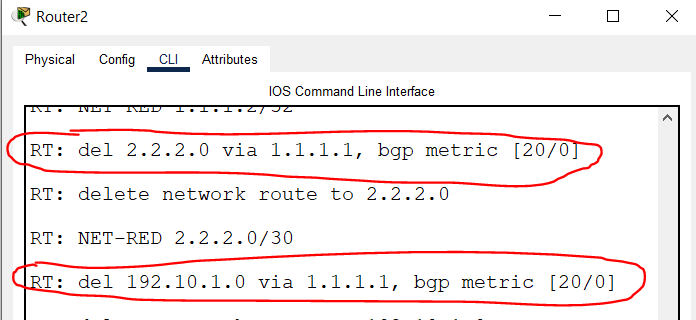 Router2
Physical Config CLI Attributes
IOS Command Line Interface
RT: NET-RED 1.1.1.2/32
RT: del 2.2.2.0 via 1.1.1.1, bgp metric [20/0]
RT: delete network route to 2.2.2.0
RT: NET-RED 2.2.2.0/30
RT: del 192.10.1.0 via 1.1.1.1, bgp metric [20/0]